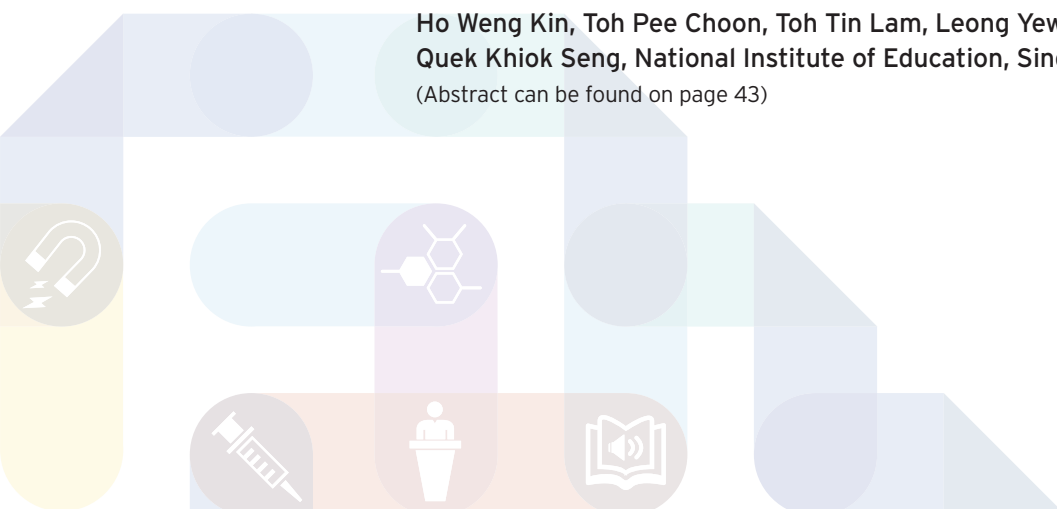 Ho Weng Kin, Toh Pee Choon, Toh Tin Lam, Leong Yew
Quek Khiok Seng, National Institute of Education,
(Abstract can be found on page 43)